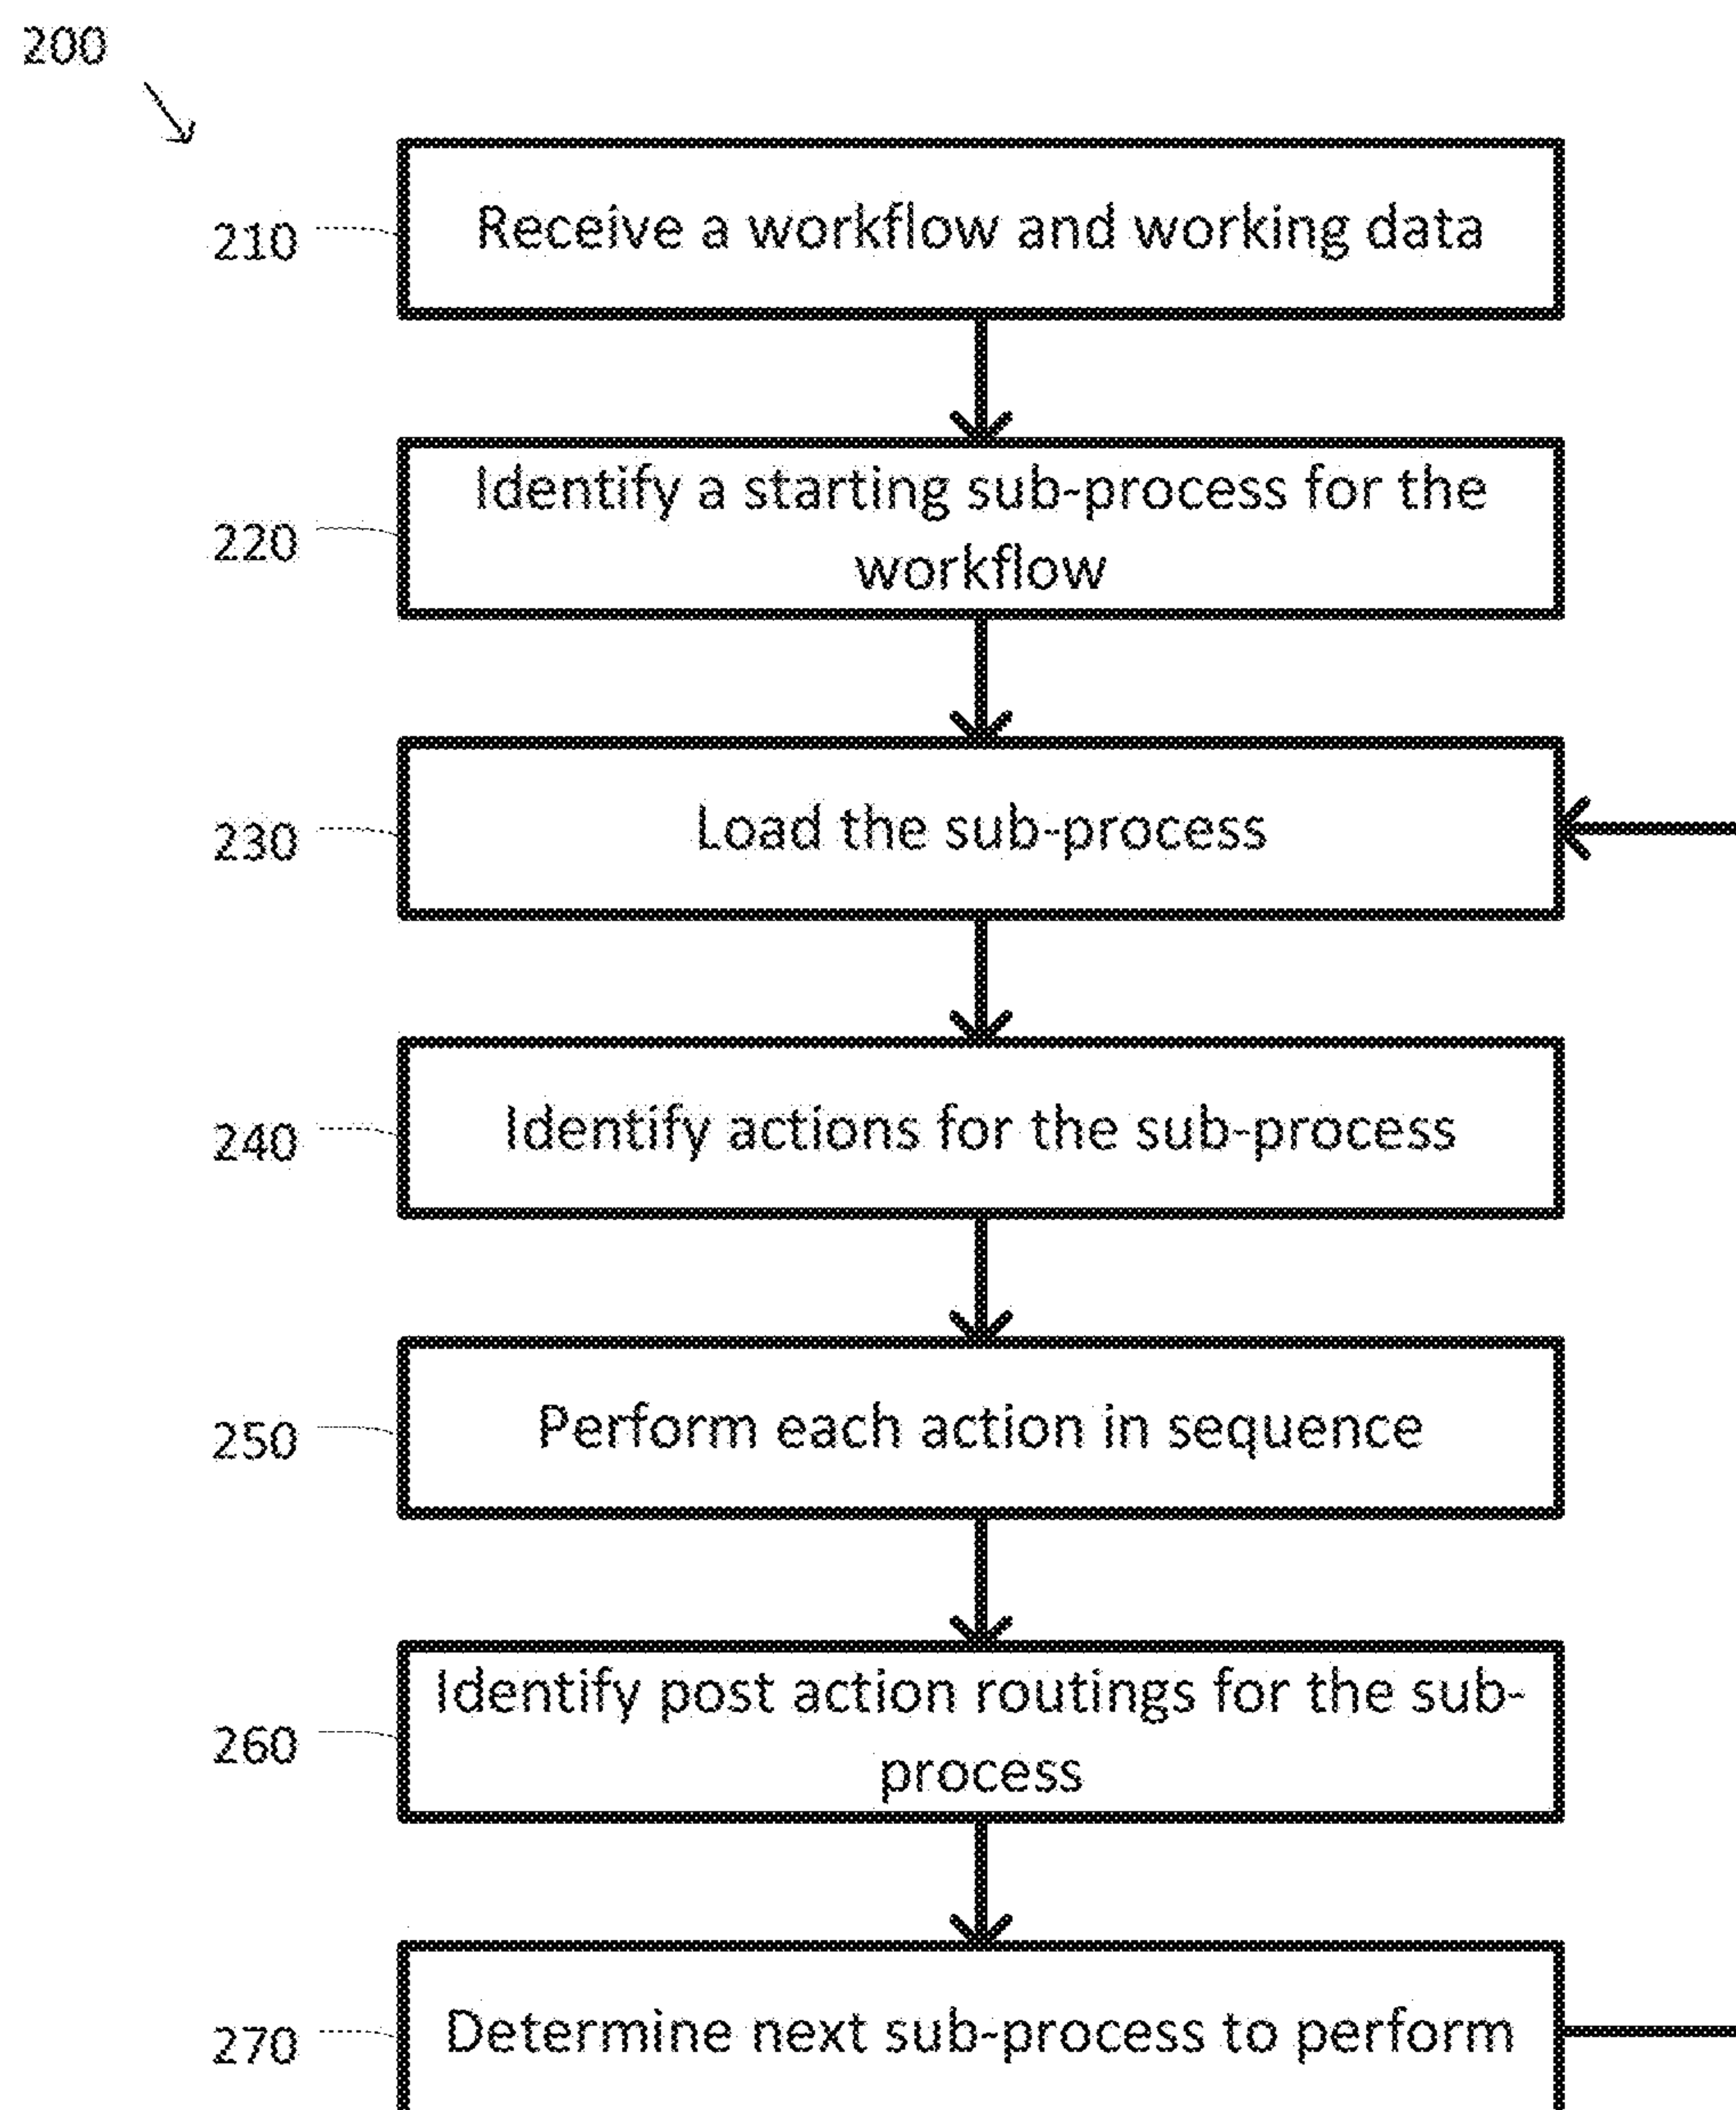 200
210
Receive a workflow and working data
220
Identify a starting sub-process for the
workflow
230
Load the sub-process
240
Identify actions for the sub-process
250
Perform each action in sequence
260
Identify post action routings for the sub-
process
270
Determine next sub-process to perform